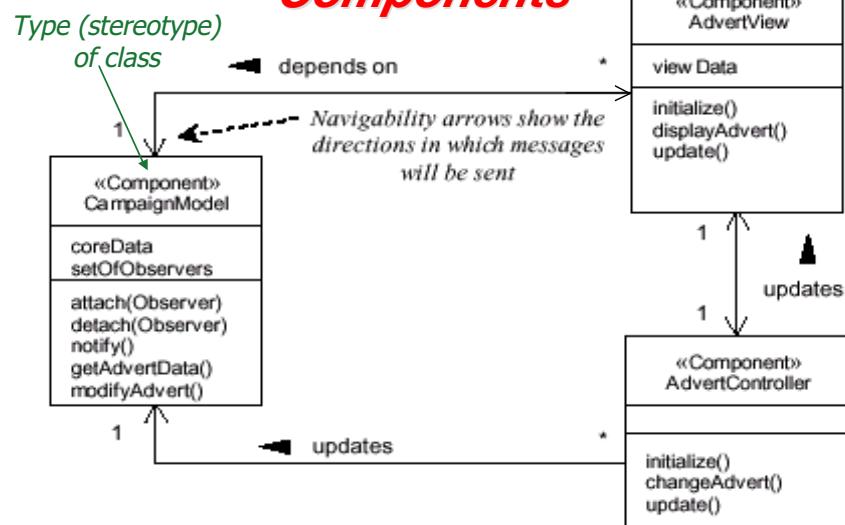 Components
Type (stereotype)
of class
depends on
*
1
Navigability arrows show the
directions in which messages
will be sent
«Component»
AdvertView
view Data
initialize()
displayAdvert()
update()
«Component»
CampaignModel
coreData
setOfObservers
attach(Observer)
detach(Observer)
notify()
getAdvertData()
modifyAdvert()
1
updates
1
«Component»
AdvertController
initialize()
changeAdvert()
update()
1
updates
*